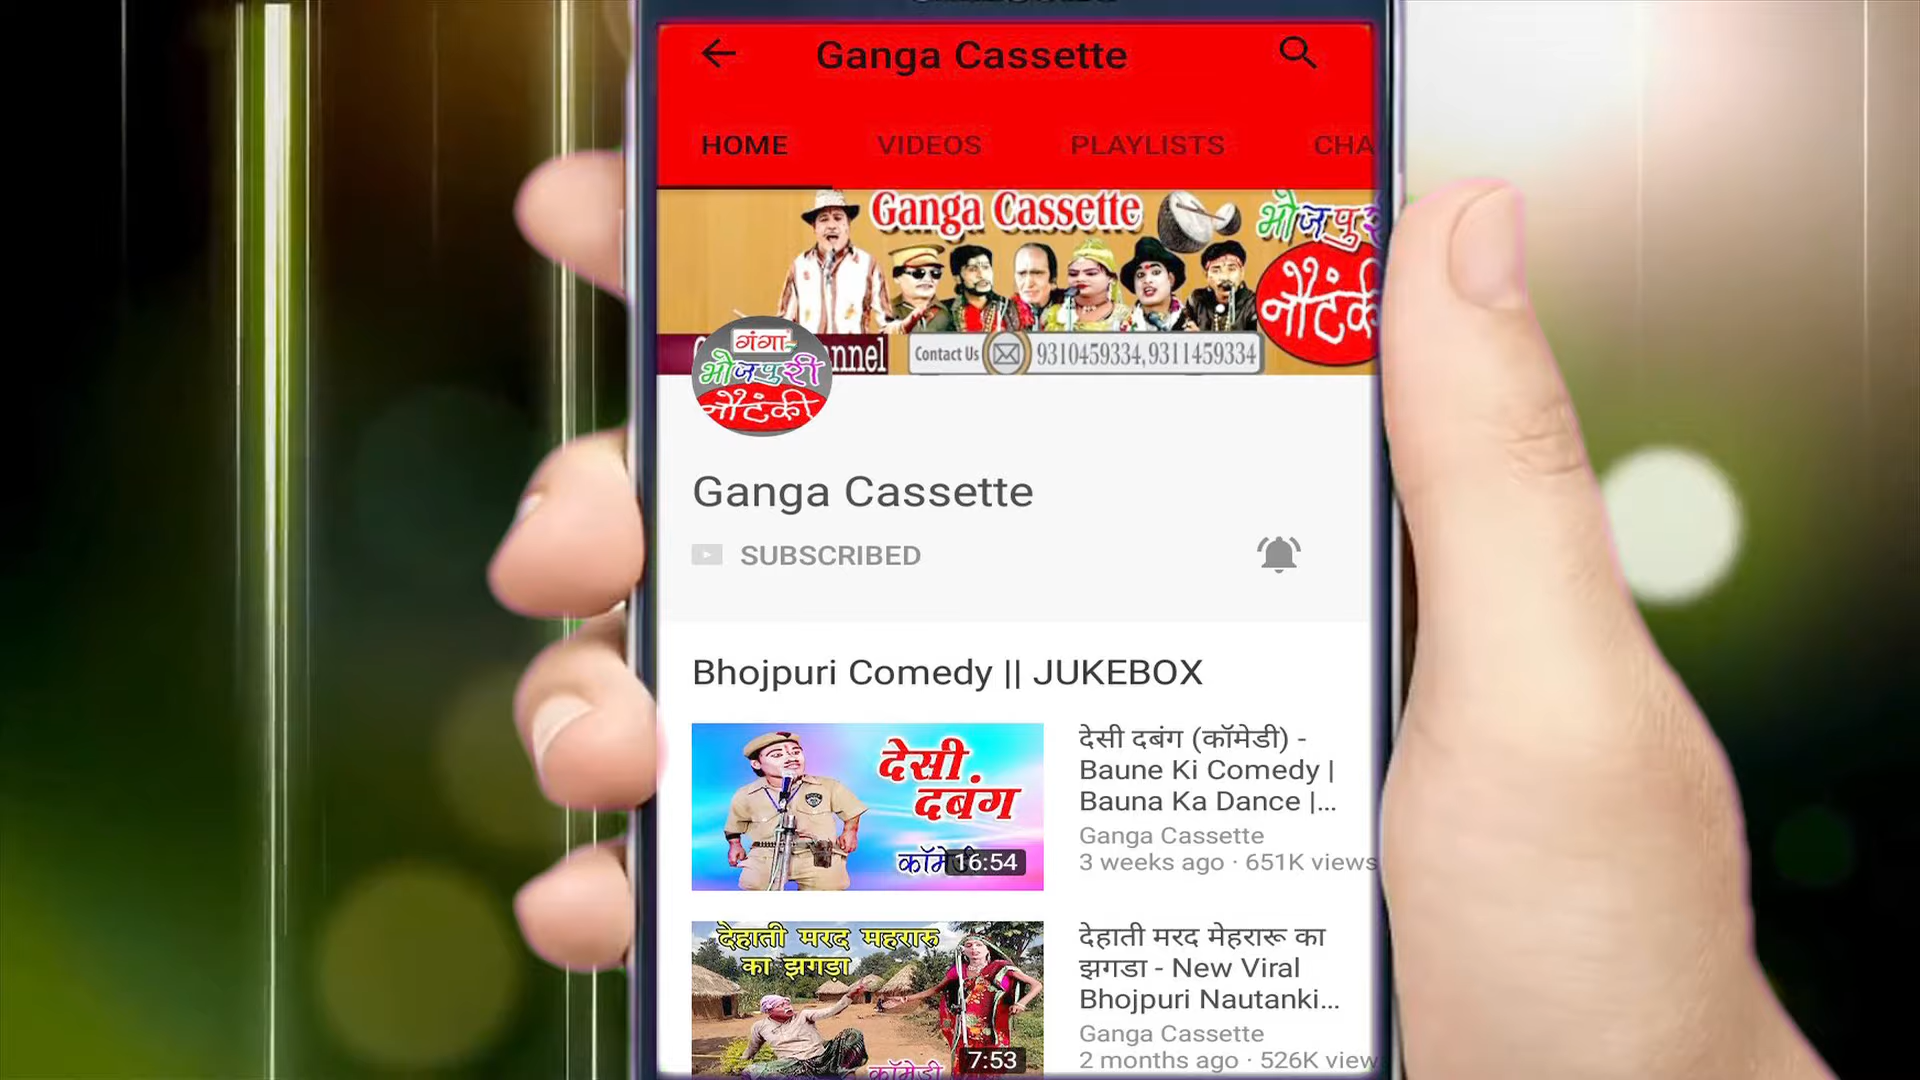 Ganga Cassette
HOME
VIDEOS
PLAYLISTS
CHA
Ganga Cassette
भोजपुरी
नौटंकी
nnel
Contact Us
9310459334,9311459334
गंगा
भोजपुरी
नौटंकी
Ganga Cassette
SUBSCRIBED
Bhojpuri Comedy || JUKEBOX
देसी
दबंग
16:54
देसी दबंग (कॉमेडी) -
Baune Ki Comedy |
Bauna Ka Dance |...
Ganga Cassette
3 weeks ago · 651K views
देहाती मरद महरारू
का झगड़ा
कॉमेडी
7:53
देहाती मरद मेहरारू का
झगडा - New Viral
Bhojpuri Nautanki...
Ganga Cassette
2 months ago · 526K view